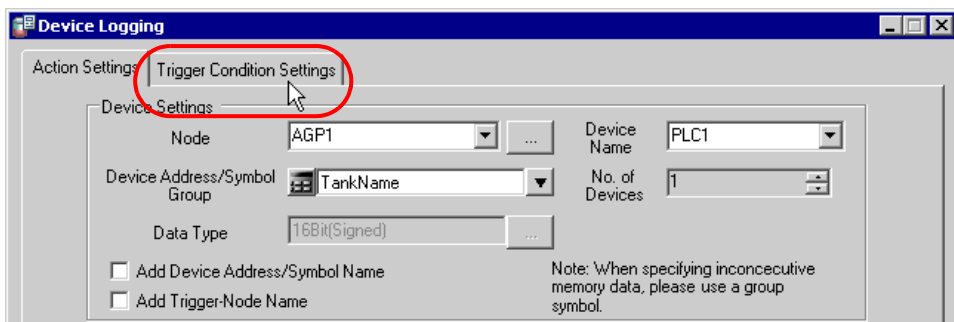 Device Logging
Action Settings Trigger Condition Settings
Device Settings
Node AGP1 ... Device Name PLC1
Device Address/Symbol Group TankName No. of Devices 1
Data Type 16Bit(Signed) ...
Add Device Address/Symbol Name
Add Trigger-Node Name
Note: When specifying inconcecutive
memory data, please use a group
symbol.